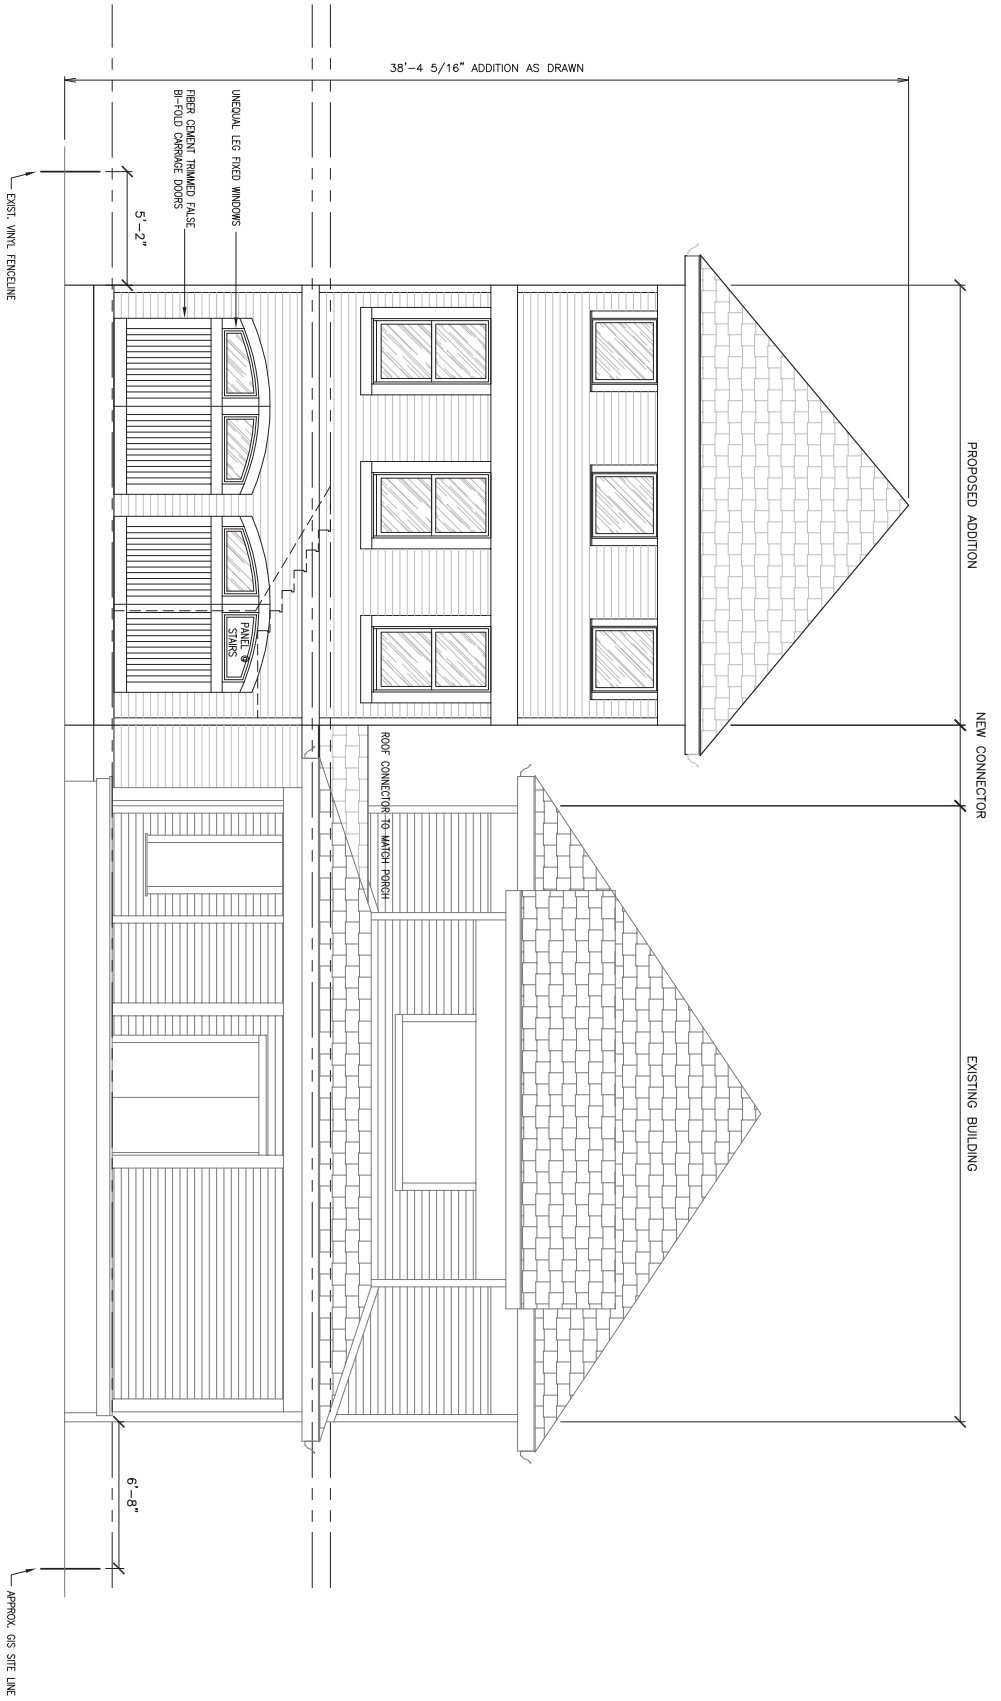 38'-4 5/16" ADDITION AS DRAWN
PROPOSED ADDITION
NEW CONNECTOR
EXISTING BUILDING
UNEQUAL LEG FIXED WINDOWS
FIBER CEMENT TRIMMED FALSE
BI-FOLD CARRIAGE DOORS
5'-2"
EXIST. VINYL FENCELINE
PANEL @
STAIRS
ROOF CONNECTOR TO MATCH PORCH
6'-8"
APPROX. GIS SITE LINE